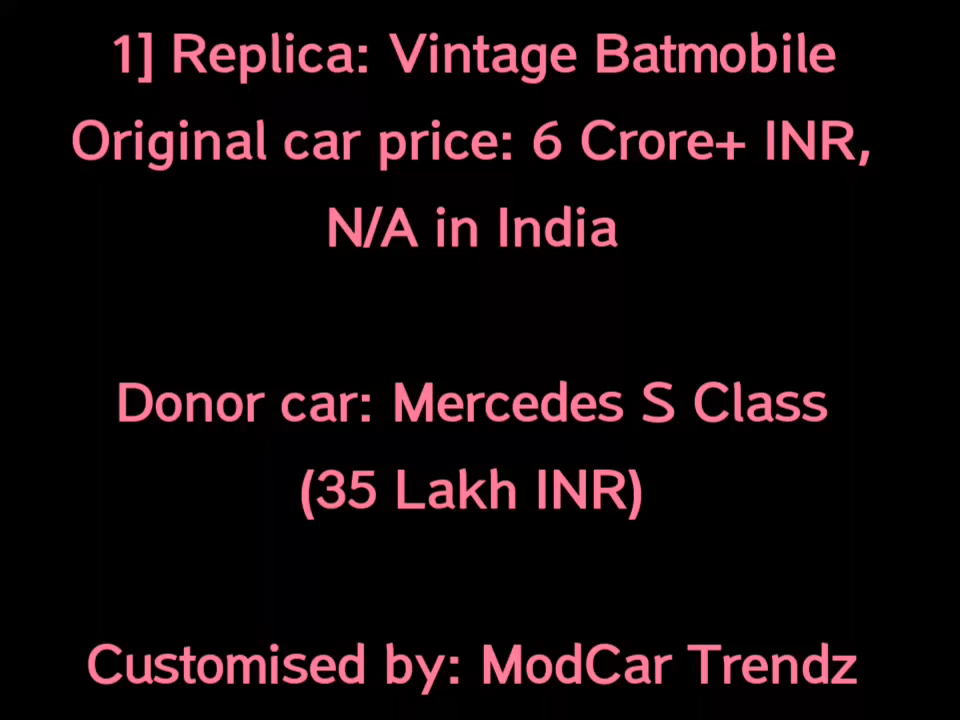 1] Replica: Vintage Batmobile
Original car price: 6 Crore+ INR,
N/A in India
Donor car: Mercedes S Class
(35 Lakh INR)
Customised by: ModCar Trendz